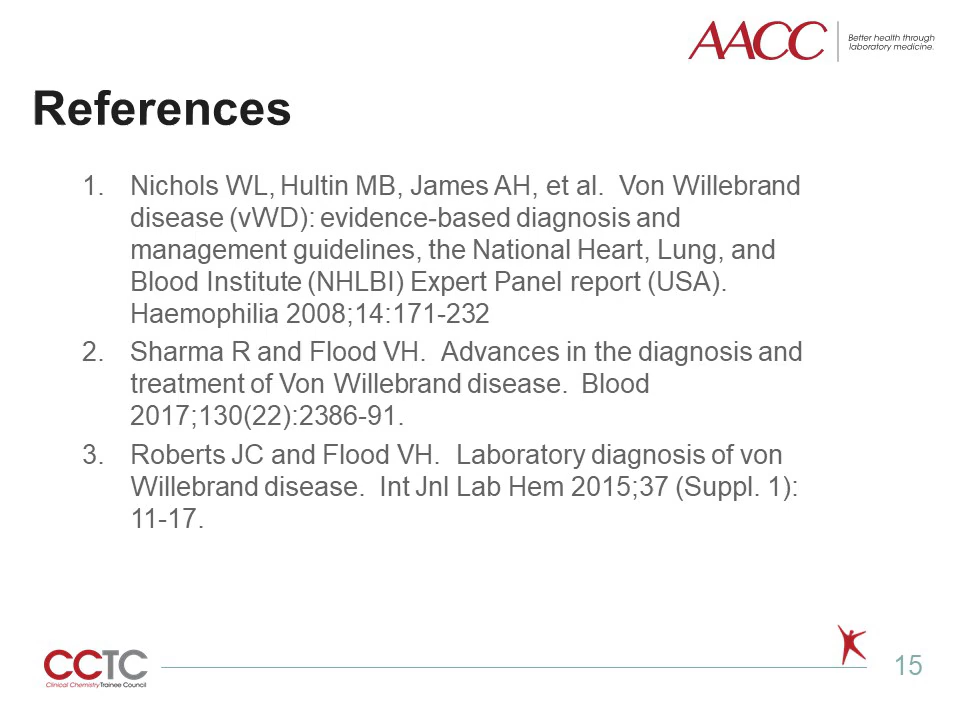 AACC
Better health through
laboratory medicine.
References
1. Nichols WL, Hultin MB, James AH, et al.  Von Willebrand
disease (vWD): evidence-based diagnosis and
management guidelines, the National Heart, Lung, and
Blood Institute (NHLBI) Expert Panel report (USA).
Haemophilia 2008;14:171-232
2. Sharma R and Flood VH.  Advances in the diagnosis and
treatment of Von Willebrand disease.  Blood
2017;130(22):2386-91.
3. Roberts JC and Flood VH.  Laboratory diagnosis of von
Willebrand disease.  Int Jnl Lab Hem 2015;37 (Suppl. 1):
11-17.
CCTC
Clinical Chemistry Trainee Council
15